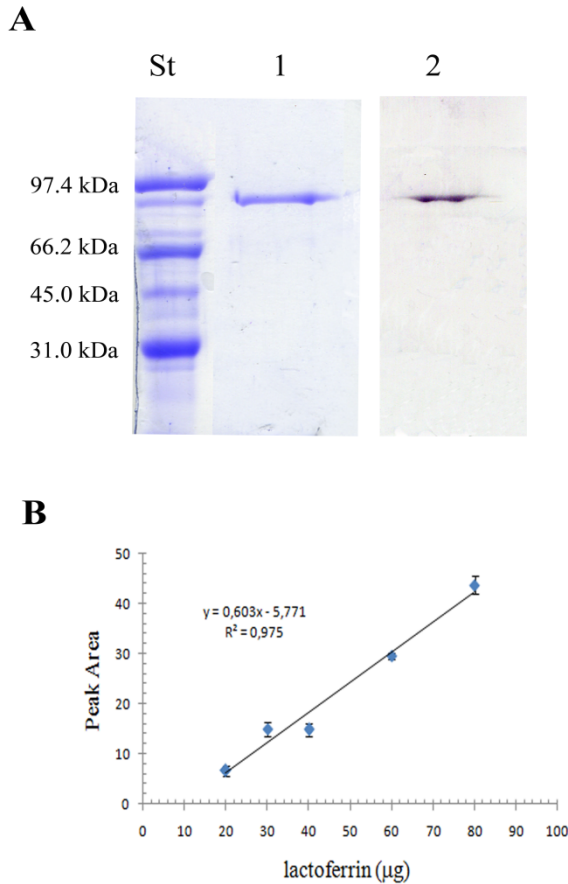 A
St 1 2
97.4 kDa
66.2 kDa
45.0 kDa
31.0 kDa
B
50
40
30
20
10
0
y = 0,603x - 5,771
R² = 0,975
Peak Area
0 10 20 30 40 50 60 70 80 90 100
lactoferrin (µg)